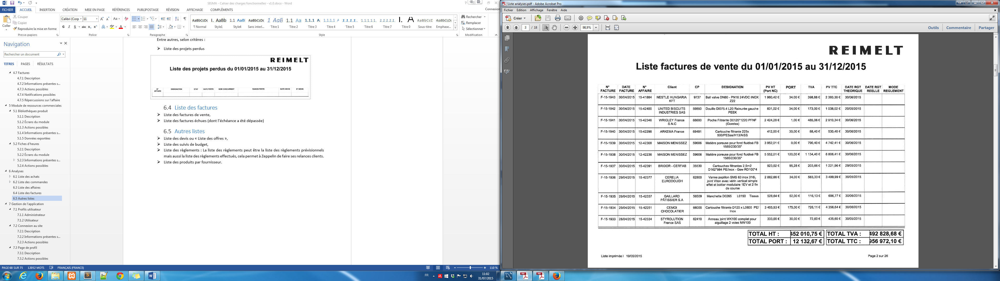 SIGMA - Cahier des charges fonctionnelles - v1.0.docx - Word
FICHIER ACCUEIL INSERTION CRÉATION MISE EN PAGE RÉFÉRENCES PUBLIPOSTAGE RÉVISION AFFICHAGE COMPLÉMENTS Connexion
Coller
Couper
Copier
Reproduire la mise en forme
Calibri (Corp 11
G I S abc
AaBbCcDc I. AaBb 1.1 AaB AaBbCcDc 1 AaB 1.1 Aa 1.1.1 A 1.1.1.1 A 1.1.1.1. 1.1.1.1.1. 1.1.1.1.1.1. I. A AaBbCcD AaBbCcDc
¶ Normal Style1 Style4 Sans interl... Titre 1 Titre 2 Titre 3 Titre 4 Titre 5 Titre 6 Titre 7 Titre 0 Sous-titre Emphase...
Rechercher
Remplacer
Sélectionner
Presse-papiers Police Paragraphe Style Modification
Navigation
Rechercher un document
TITRES PAGES RÉSULTATS
4.7 Factures
4.7.1 Description
4.7.2 Informations présentes s...
4.7.3 Actions possibles
4.7.4 Notifications possibles
4.7.5 Répercussions sur l'affaire
5 Module de ressources commerciales
5.1 Bibliothèques produit
5.1.1 Description
5.1.2 Écrans du module
5.1.3 Actions possibles
5.1.4 Informations présentes s...
5.1.5 Données exportées
5.2 Fiches d'heures
5.2.1 Description
5.2.2 Écrans du module
5.2.3 Informations présentes s...
5.2.4 Actions possibles
6 Analyses
6.1 Liste des achats
6.2 Liste des commandes
6.3 Liste des affaires
6.4 Liste des factures
6.5 Autres listes
7 Gestion de l'application
7.1 Profils utilisateur
7.1.1 Administrateur
7.1.2 Utilisateur
7.2 Connexion au site
7.2.1 Description
7.2.2 Informations présentes s...
7.2.3 Actions possibles
7.3 Page de profil
7.3.1 Description
7.3.2 Actions possibles
Entre autres, selon critères :
Liste des projets perdus
REIMELT
Liste des projets perdus du 01/01/2015 au 31/12/2015
N° AFFAIRE DESIGNATION ETAT DATE PERTE NOM CONCURRENT RAISON PERTE DATE DEVIS N° DEVIS
6.4 Liste des factures
Liste des factures de vente,
Liste des factures échues (dont l'échéance a été dépassée)
6.5 Autres listes
Liste des devis ou « Liste des offres »,
Liste des suivis de budget,
Liste des règlements : La liste des règlements peut être la liste des règlements prévisionnels
mais aussi la liste des règlements effectués, cela permet à Zeppelin de faire ses relances clients.
Liste des produits par fournisseur.
PAGE 68 SUR 75 12052 MOTS FRANÇAIS (FRANCE) 110 %
FR 11:02
31/07/2015
Liste analyses.pdf - Adobe Acrobat Pro
Fichier Edition Affichage Fenêtre Aide
Créer
3 / 18 98,9% Outils Commentaire Partager
REIMELT
Liste factures de vente du 01/01/2015 au 31/12/2015
N° DATE N° Client CP DESIGNATION PV HT PORT TVA PV TTC DATE RGT DATE RGT MODE
FACTURE FACTURE AFFAIRE (Port NC) THEORIQUE REELLE REGLEMENT
F-15-1943 30/04/2015 15-41884 NESTLE HUNGARIA 9737 Ball valve DN80 - PN16 24VDC INOX 1 960,42 € 34,00 € 398,88 € 2 393,30 € 30/06/2015
KFT Z22
F-15-1942 30/04/2015 15-42400 UNITED BISCUITS 59850 Douille DI075.4 L20 Rainurée gauche 831,02 € 34,00 € 173,00 € 1 038,02 € 20/05/2015
INDUSTRIES SAS PEEK
F-15-1941 30/04/2015 15-42346 WRIGLEY France 68600 Poche Filtrante D0120*1220 PFNF 2 424,28 € 1,00 € 485,06 € 2 910,34 € 30/06/2015
S.N.C (Goretex)
F-15-1940 30/04/2015 15-42298 ARKEMA France 69491 Cartouche filtrante 225x 412,00 € 30,00 € 88,40 € 530,40 € 30/06/2015
500/PESas/H13/AISS
F-15-1939 30/04/2015 12-42308 MAISON MENISSEZ 59606 Matière poreuse pour fond fluidisé FB 3 952,01 € 0,00 € 790,40 € 4 742,41 € 30/06/2015
1585/230/35°
F-15-1938 30/04/2015 12-42236 MAISON MENISSEZ 59606 Matière poreuse pour fond fluidisé FB 5 552,01 € 120,00 € 1 134,40 € 6 806,41 € 30/06/2015
1585/230/35°
F-15-1937 30/04/2015 15-42391 BRIDOR - CERFAB 35530 Cartouches filtrantes 2,5m2 923,02 € 95,28 € 203,66 € 1 221,96 € 29/05/2015
D162*984 PE/Inox - Gew RD100*4
F-15-1936 29/04/2015 15-42377 CERELIA 62800 Vanne papillon SMS 63 inox 316L 2 882,66 € 34,00 € 583,33 € 3 499,99 € 30/05/2015
EURODOUGH joint Viton avec vérin vertical simple
effet et boitier modulaire 1EV et 2 fin
de course
F-15-1935 29/04/2015 15-42337 GAILLARD 56509 Manchette D0265 L0150 Tissus 528,64 € 52,00 € 116,13 € 696,77 € 30/06/2015
PÂTISSIER S.A
F-15-1934 29/04/2015 15-42251 CEMOI 66000 Cartouche filtrante D120 x L0600 PE/ 3 455,53 € 175,00 € 726,11 € 4 356,64 € 30/06/2015
CHOCOLATIER Inox
F-15-1933 28/04/2015 15-42334 STYROLUTION 62410 Anneau joint WK100 complet pour 333,00 € 30,00 € 72,60 € 435,60 € 30/05/2015
France SAS aiguillage 2 voies NW100
TOTAL HT : 452 010,75 € TOTAL TVA : 492 828,68 €
TOTAL PORT : 12 132,67 € TOTAL TTC : 956 972,10 €
Liste imprimée l 19/05/2015 Page 2 sur 26